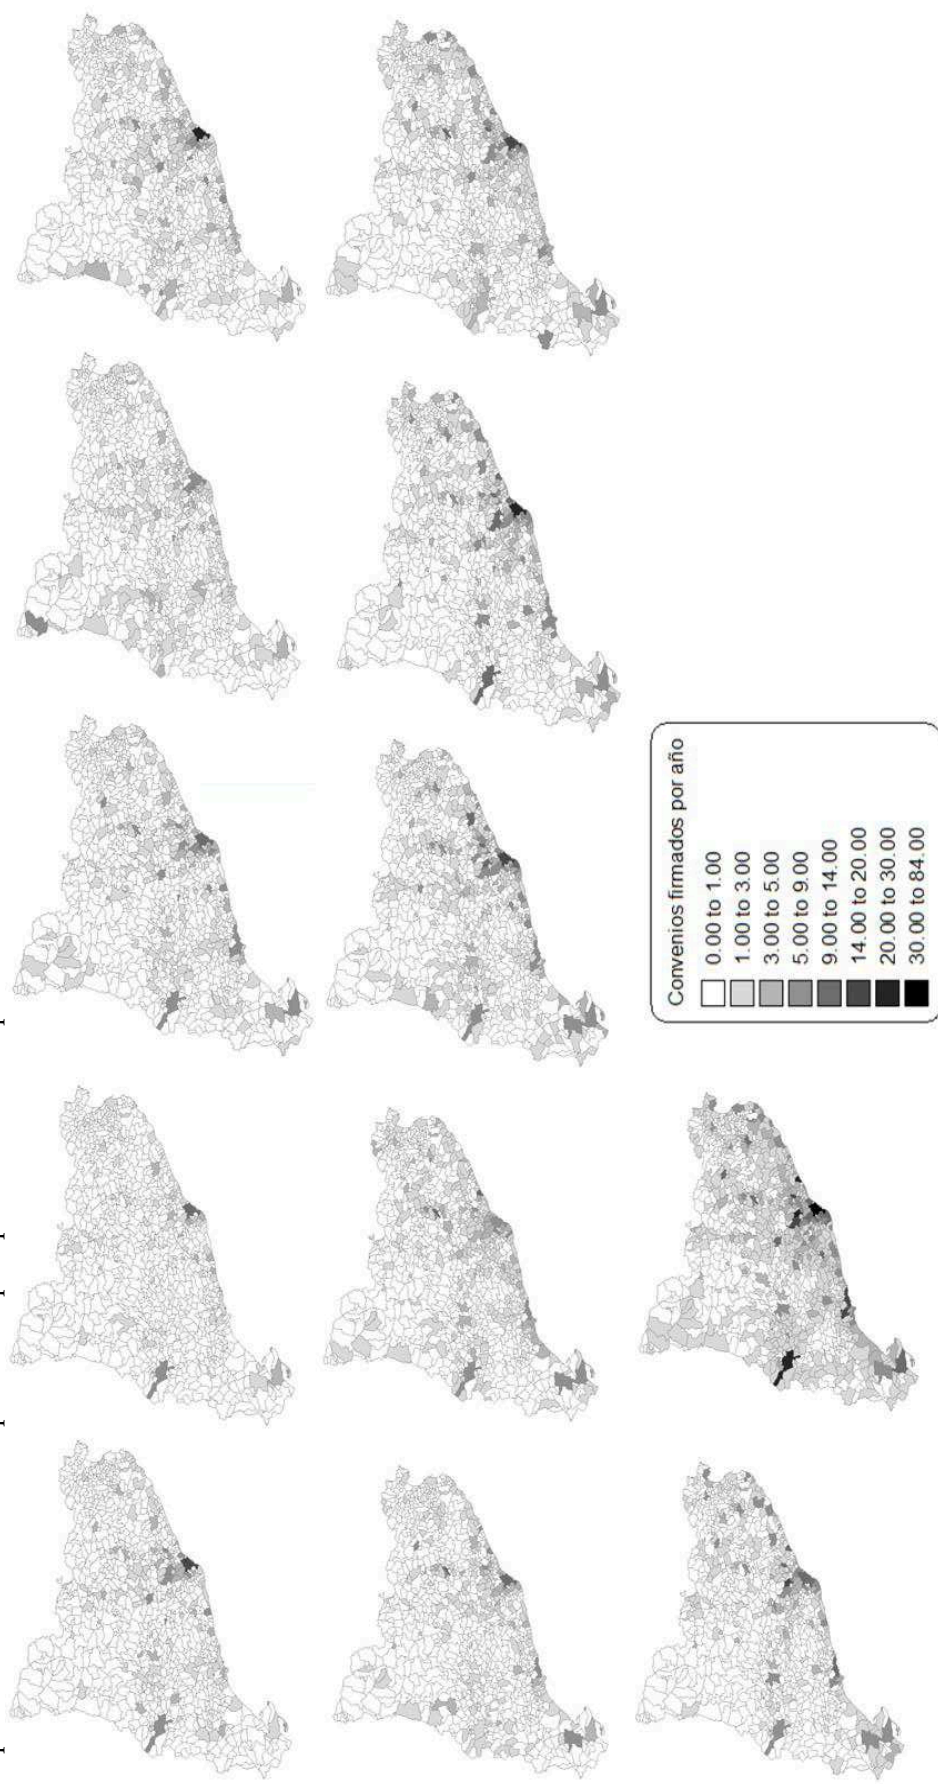 Convenios firmados por año
0.00 to 1.00
1.00 to 3.00
3.00 to 5.00
5.00 to 9.00
9.00 to 14.00
14.00 to 20.00
20.00 to 30.00
30.00 to 84.00